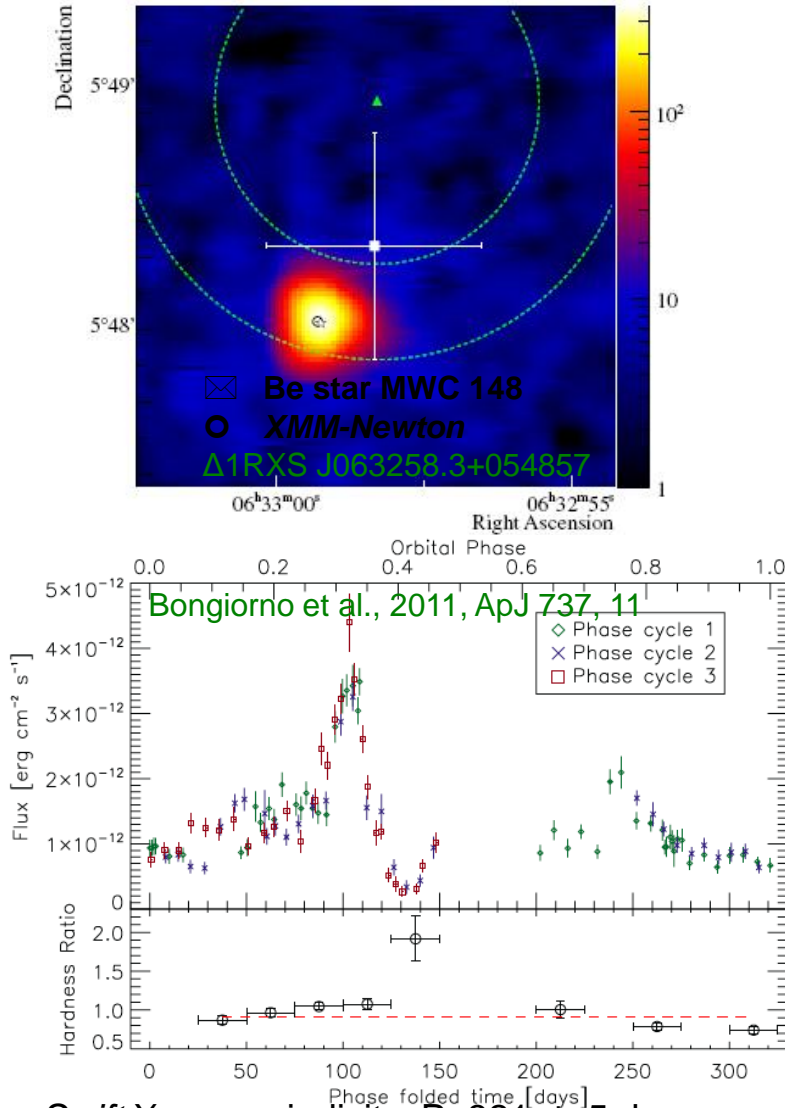 Declination
5°49'
10²
10
5°48'
Be star MWC 148
XMM-Newton
Δ1RXS J063258.3+054857
1
06ʰ33ᵐ00ˢ
06ʰ32ᵐ55ˢ
Right Ascension
Orbital Phase
0.0 0.2 0.4 0.6 0.8 1.0
Bongiorno et al., 2011, ApJ 737, 11
Phase cycle 1
Phase cycle 2
Phase cycle 3
Flux [erg cm⁻² s⁻¹]
5×10⁻¹²
4×10⁻¹²
3×10⁻¹²
2×10⁻¹²
1×10⁻¹²
0
Hardness Ratio
2.0
1.5
1.0
0.5
0 50 100 150 200 250 300
Phase folded time [days]